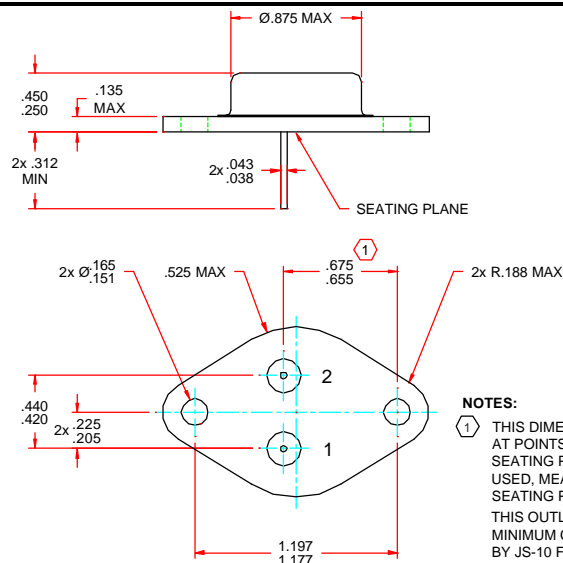 Ø.875 MAX
.450
.250
.135
MAX
2x .312
MIN
2x .043
.038
SEATING PLANE
1
2x Ø.165
.151
.525 MAX
.675
.655
2x R.188 MAX
2
.440
.420
2x .225
.205
1
1.197
1.177
NOTES:
1 THIS DIME
AT POINTS
SEATING P
USED, MEA
SEATING P
THIS OUTL
MINIMUM C
BY JS-10 F